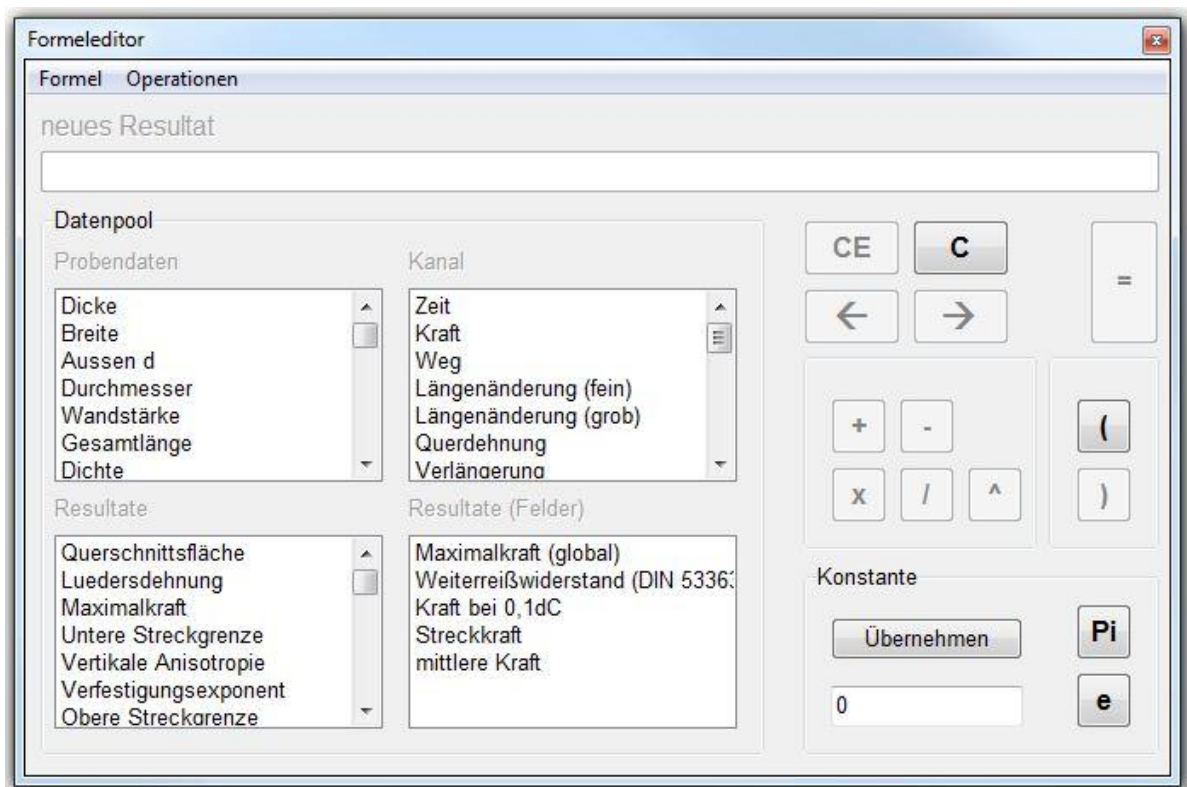 Formeleditor
Formel Operationen
neues Resultat
Datenpool
Probendaten
Dicke
Breite
Aussen d
Durchmesser
Wandstärke
Gesamtlänge
Dichte
Kanal
Zeit
Kraft
Weg
Längenänderung (fein)
Längenänderung (grob)
Querdehnung
Verlängerung
Resultate
Querschnittsfläche
Luedersdehnung
Maximalkraft
Untere Streckgrenze
Vertikale Anisotropie
Verfestigungsexponent
Obere Streckgrenze
Resultate (Felder)
Maximalkraft (global)
Weiterreißwiderstand (DIN 53363
Kraft bei 0,1dC
Streckkraft
mittlere Kraft
CE C =
← →
+ - (
x / ^ )
Konstante
Übernehmen Pi
0 e